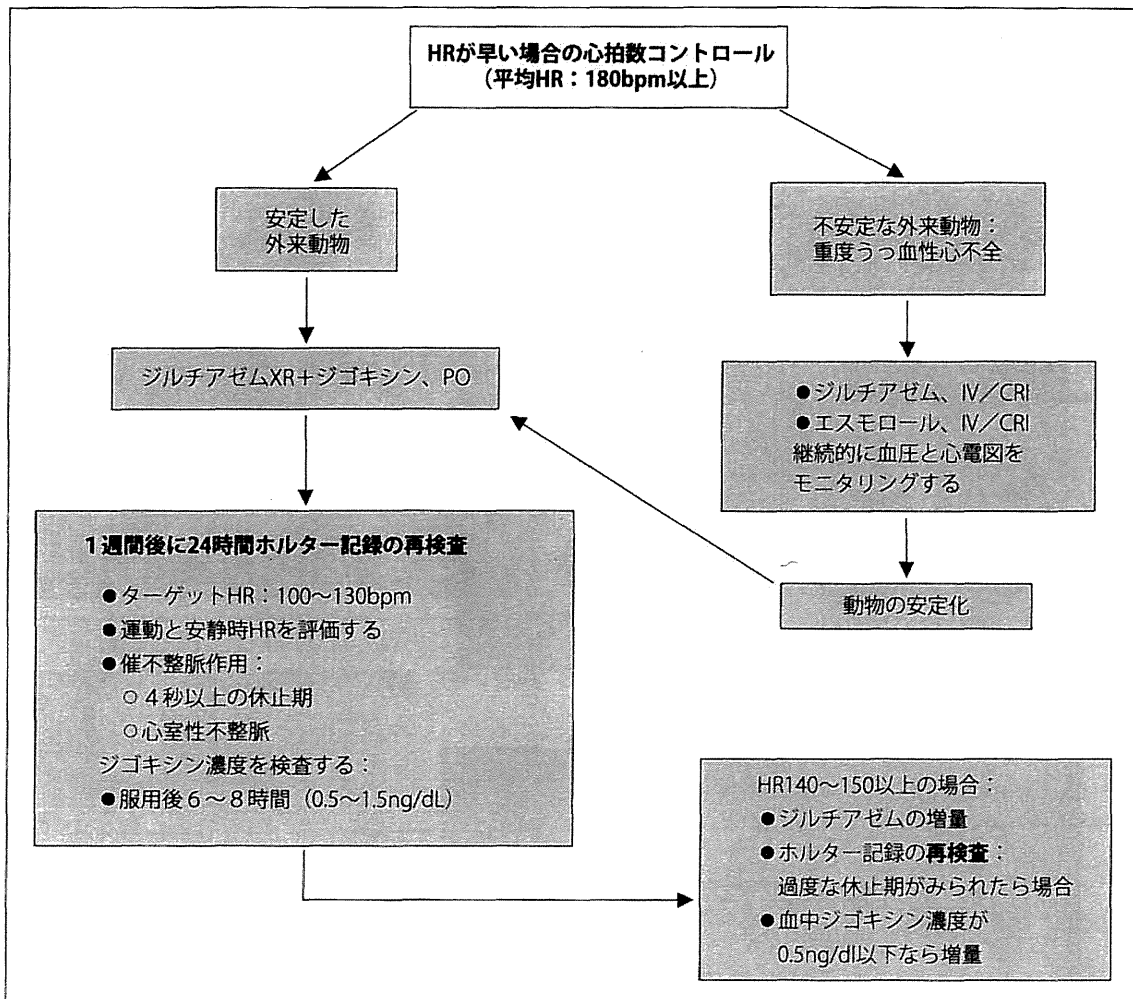 HRが早い場合の心拍数コントロール
（平均HR：180bpm以上）
安定した
外来動物
不安定な外来動物：
重度うっ血性心不全
ジルチアゼムXR＋ジゴキシン、PO
●ジルチアゼム、IV／CRI
●エスモロール、IV／CRI
継続的に血圧と心電図を
モニタリングする
動物の安定化
1週間後に24時間ホルター記録の再検査
●ターゲットHR：100〜130bpm
●運動と安静時HRを評価する
●催不整脈作用：
○4秒以上の休止期
○心室性不整脈
ジゴキシン濃度を検査する：
●服用後6〜8時間（0.5〜1.5ng/dL）
HR140〜150以上の場合：
●ジルチアゼムの増量
●ホルター記録の再検査：
過度な休止期がみられたら場合
●血中ジゴキシン濃度が
0.5ng/dl以下なら増量